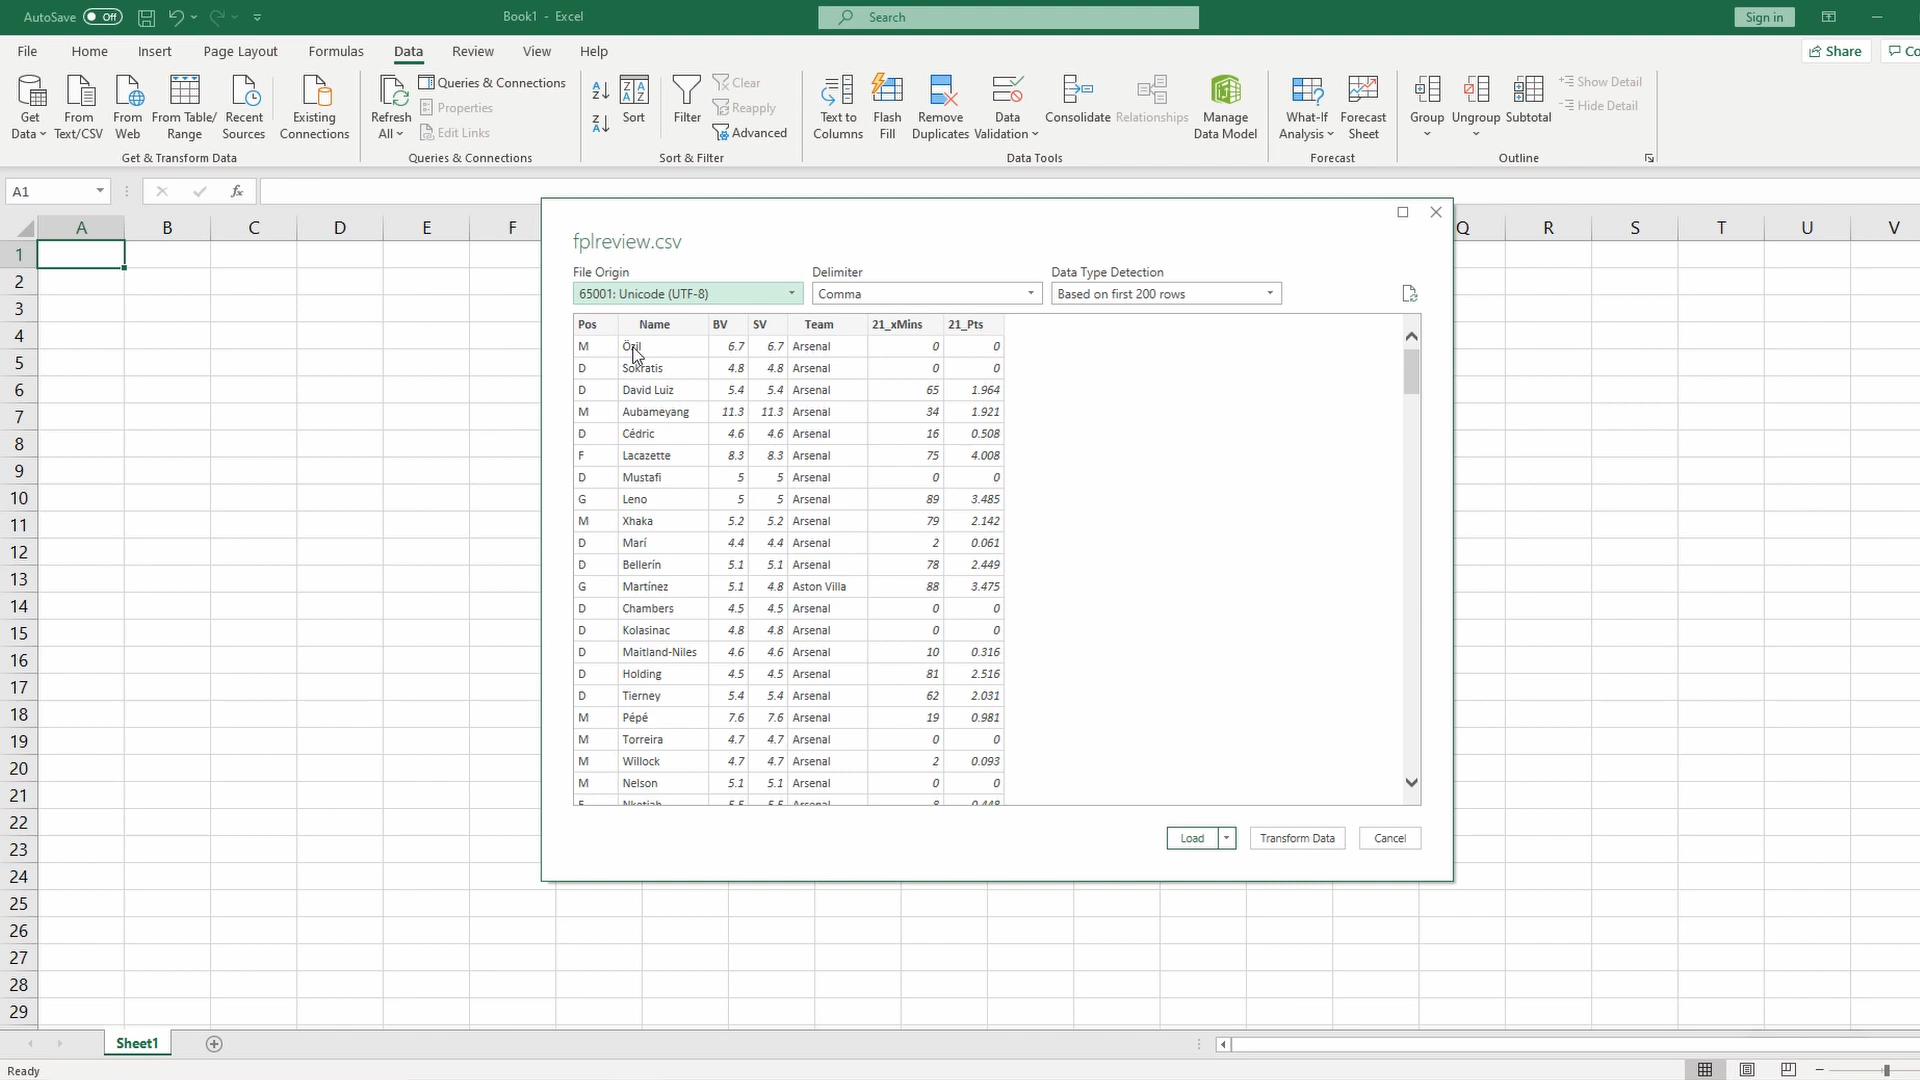 AutoSave Off Book1 - Excel Search Sign in
File Home Insert Page Layout Formulas Data Review View Help Share Co
Get Data From Text/CSV From Web From Table/ Range Recent Sources Existing Connections
Get & Transform Data
Refresh All Queries & Connections
Properties
Edit Links
Queries & Connections
Sort Filter Clear
Reapply
Advanced
Sort & Filter
Text to Columns Flash Fill Remove Duplicates Data Validation Consolidate Relationships Manage Data Model
Data Tools
What-If Analysis Forecast Sheet
Forecast
Group Ungroup Subtotal Show Detail
Hide Detail
Outline
A1 fx
A B C D E F Q R S T U V
1
2
3
4
5
6
7
8
9
10
11
12
13
14
15
16
17
18
19
20
21
22
23
24
25
26
27
28
29
fplreview.csv
File Origin Delimiter Data Type Detection
65001: Unicode (UTF-8) Comma Based on first 200 rows
Pos Name BV SV Team 21_xMins 21_Pts
M Özil 6.7 6.7 Arsenal 0 0
D Sokratis 4.8 4.8 Arsenal 0 0
D David Luiz 5.4 5.4 Arsenal 65 1.964
M Aubameyang 11.3 11.3 Arsenal 34 1.921
D Cédric 4.6 4.6 Arsenal 16 0.508
F Lacazette 8.3 8.3 Arsenal 75 4.008
D Mustafi 5 5 Arsenal 0 0
G Leno 5 5 Arsenal 89 3.485
M Xhaka 5.2 5.2 Arsenal 79 2.142
D Marí 4.4 4.4 Arsenal 2 0.061
D Bellerín 5.1 5.1 Arsenal 78 2.449
G Martínez 5.1 4.8 Aston Villa 88 3.475
D Chambers 4.5 4.5 Arsenal 0 0
D Kolasinac 4.8 4.8 Arsenal 0 0
D Maitland-Niles 4.6 4.6 Arsenal 10 0.316
D Holding 4.5 4.5 Arsenal 81 2.516
D Tierney 5.4 5.4 Arsenal 62 2.031
M Pépé 7.6 7.6 Arsenal 19 0.981
M Torreira 4.7 4.7 Arsenal 0 0
M Willock 4.7 4.7 Arsenal 2 0.093
M Nelson 5.1 5.1 Arsenal 0 0
F Nketiah 5.5 5.5 Arsenal 8 0.448
Load Transform Data Cancel
Sheet1
Ready